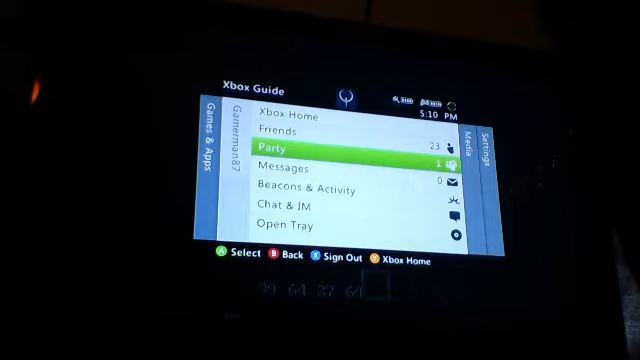 Xbox Guide
5:10 PM
Games & Apps
Gamerman87
Xbox Home
Friends 23
Party 1
Messages 0
Beacons & Activity
Chat & IM
Open Tray
Media
Settings
A Select B Back X Sign Out Y Xbox Home